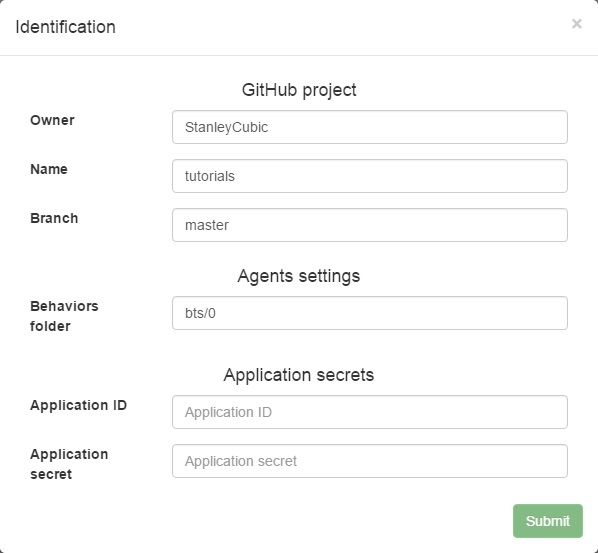 Identification ×
GitHub project
Owner StanleyCubic
Name tutorials
Branch master
Agents settings
Behaviors folder bts/0
Application secrets
Application ID Application ID
Application secret Application secret
Submit